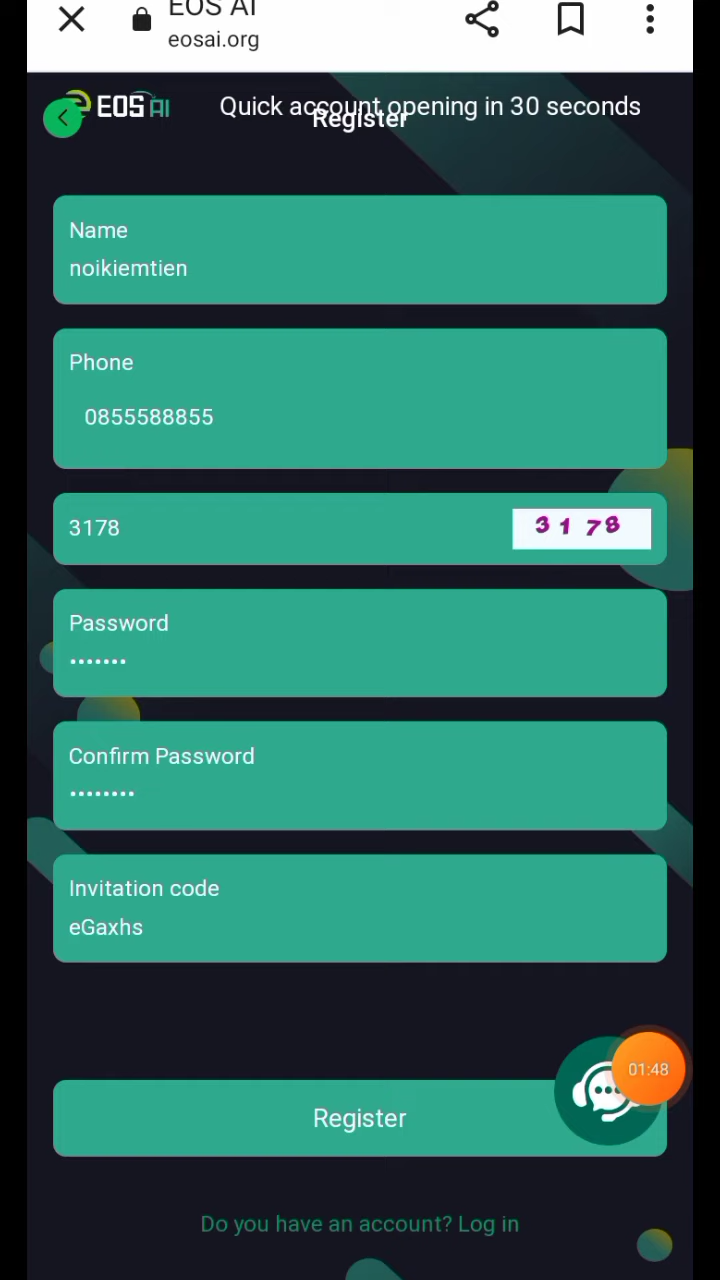 EOS AI
eosai.org
EOS AI
Quick account opening in 30 seconds
Register
Name
noikiemtien
Phone
0855588855
3178
3178
Password
•••••••
Confirm Password
••••••••
Invitation code
eGaxhs
01:48
Register
Do you have an account? Log in